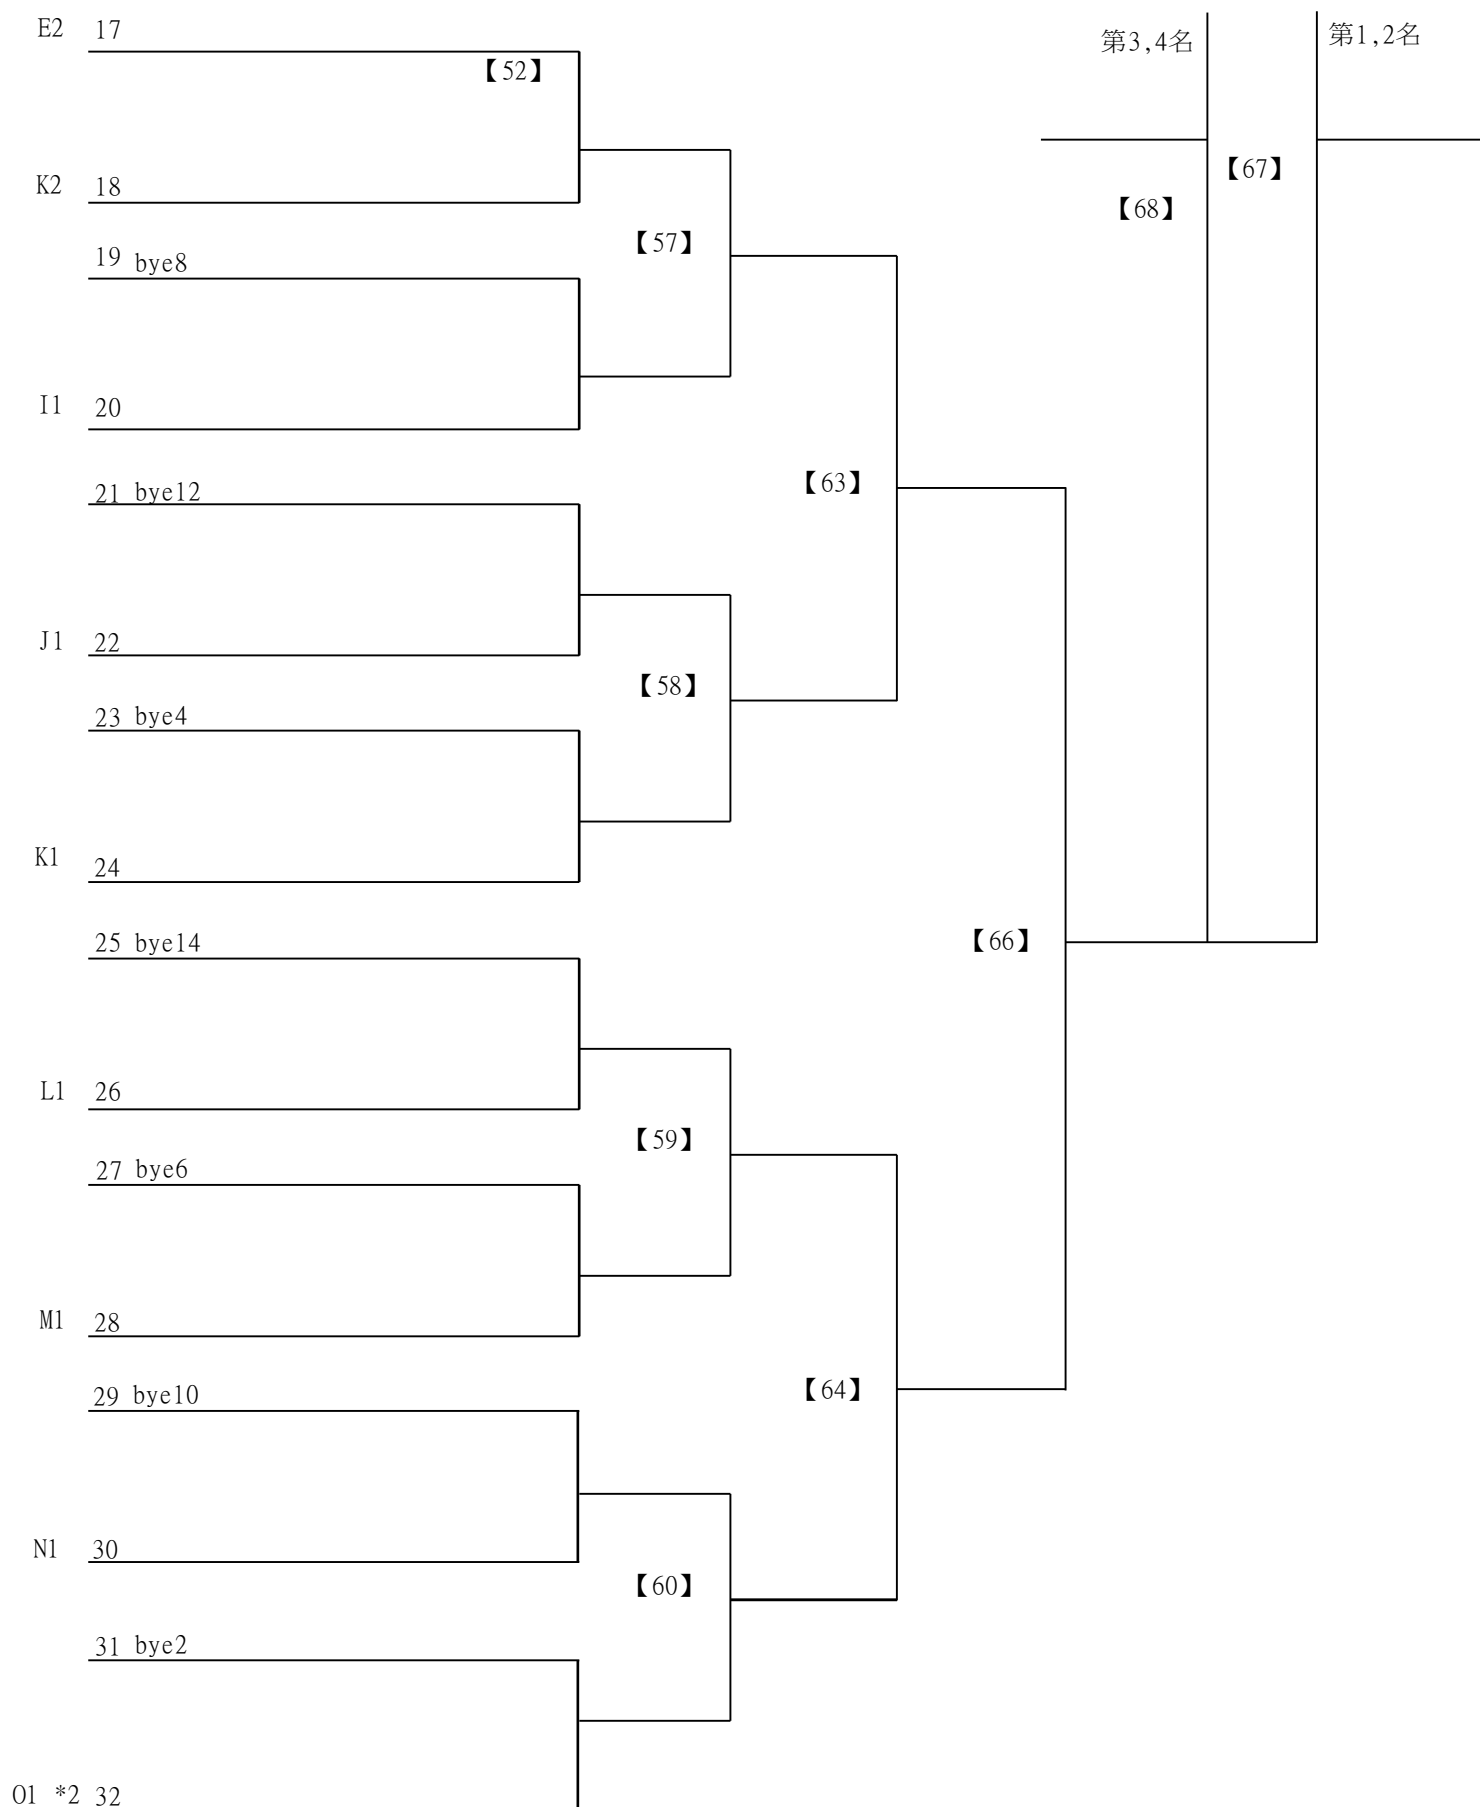 E2 17
第3,4名
第1,2名
【52】
【67】
K2 18
【68】
【57】
19 bye8
I1 20
【63】
21 bye12
J1 22
【58】
23 bye4
K1 24
25 bye14
【66】
L1 26
【59】
27 bye6
M1 28
29 bye10
【64】
N1 30
【60】
31 bye2
O1 *2 32